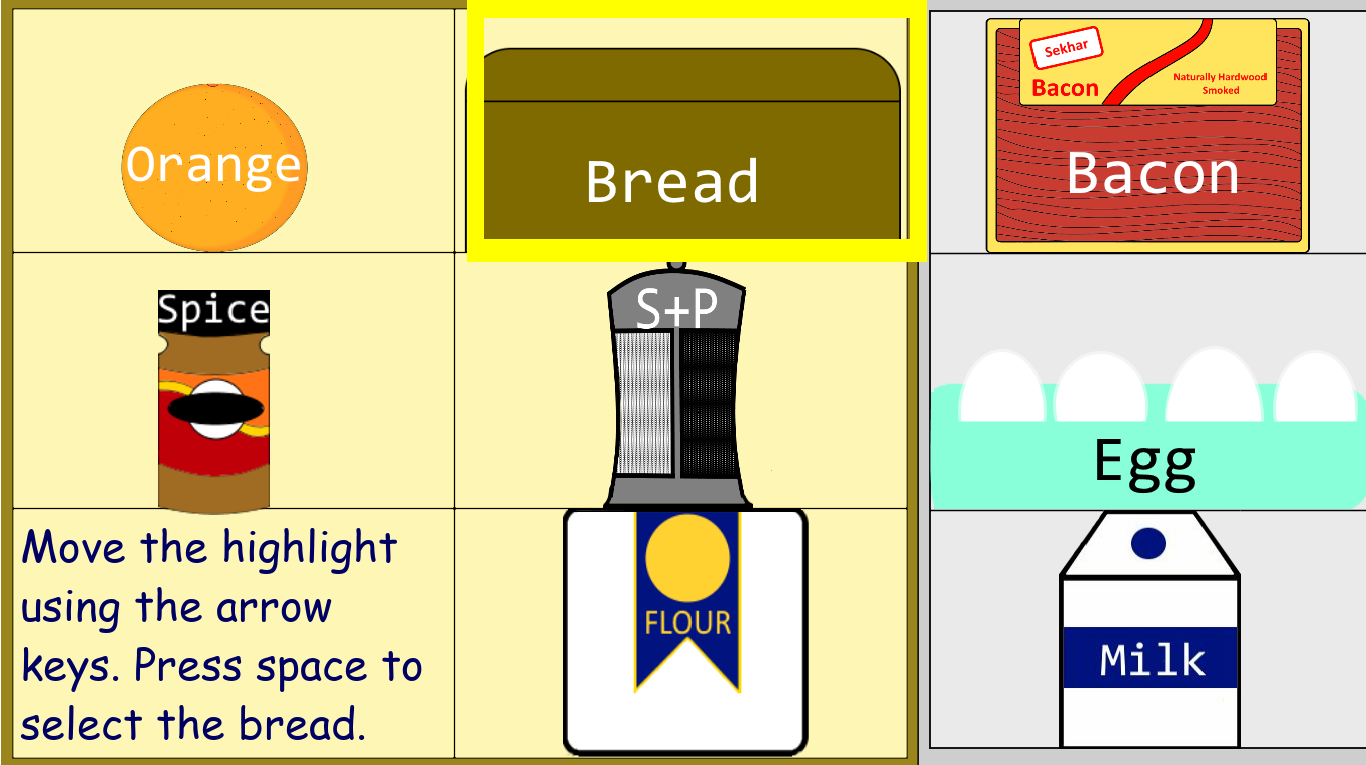 Orange
Bread
Sekhar
Bacon
Naturally Hardwood
Smoked
Bacon
Spice
S+P
Egg
Move the highlight
using the arrow
keys. Press space to
select the bread.
FLOUR
Milk